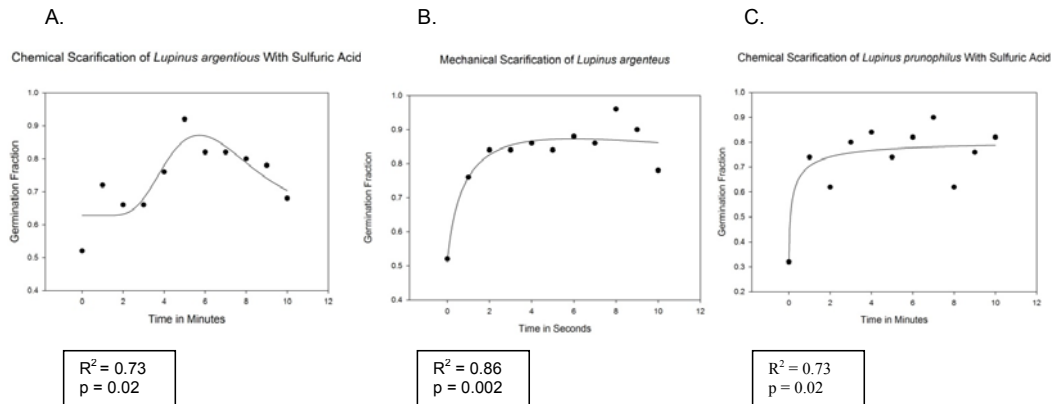 A.
Chemical Scarification of Lupinus argentious With Sulfuric Acid
Germination Fraction
1.0
0.9
0.8
0.7
0.6
0.5
0.4
0 2 4 6 8 10 12
Time in Minutes
R² = 0.73
p = 0.02
B.
Mechanical Scarification of Lupinus argenteus
Germination Fraction
1.0
0.9
0.8
0.7
0.6
0.5
0.4
0 2 4 6 8 10 12
Time in Seconds
R² = 0.86
p = 0.002
C.
Chemical Scarification of Lupinus prunophilus With Sulfuric Acid
Germination Fraction
1.0
0.9
0.8
0.7
0.6
0.5
0.4
0.3
0.2
0 2 4 6 8 10 12
Time in Minutes
R² = 0.73
p = 0.02